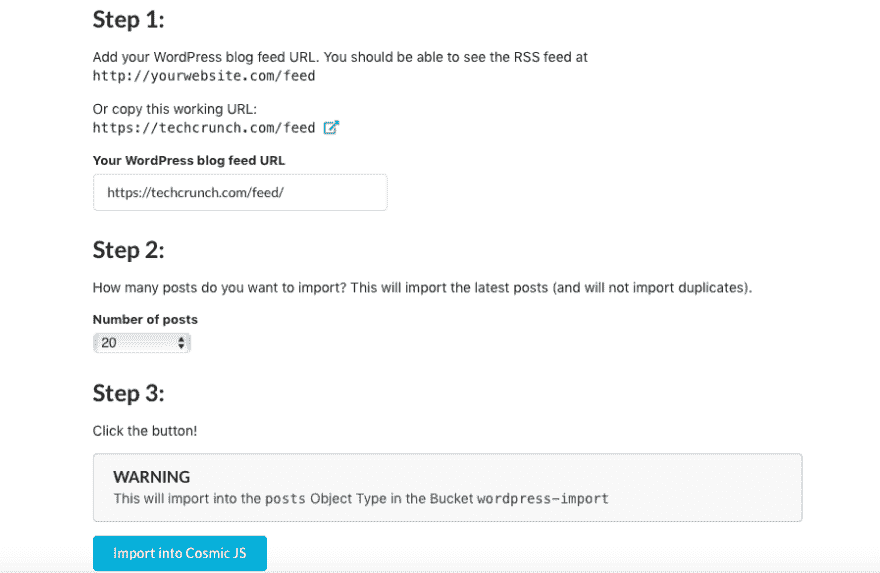 Step 1:
Add your WordPress blog feed URL. You should be able to see the RSS feed at
http://yourwebsite.com/feed
Or copy this working URL:
https://techcrunch.com/feed
Your WordPress blog feed URL
https://techcrunch.com/feed/
Step 2:
How many posts do you want to import? This will import the latest posts (and will not import duplicates).
Number of posts
20
Step 3:
Click the button!
WARNING
This will import into the posts Object Type in the Bucket wordpress-import
Import into Cosmic JS